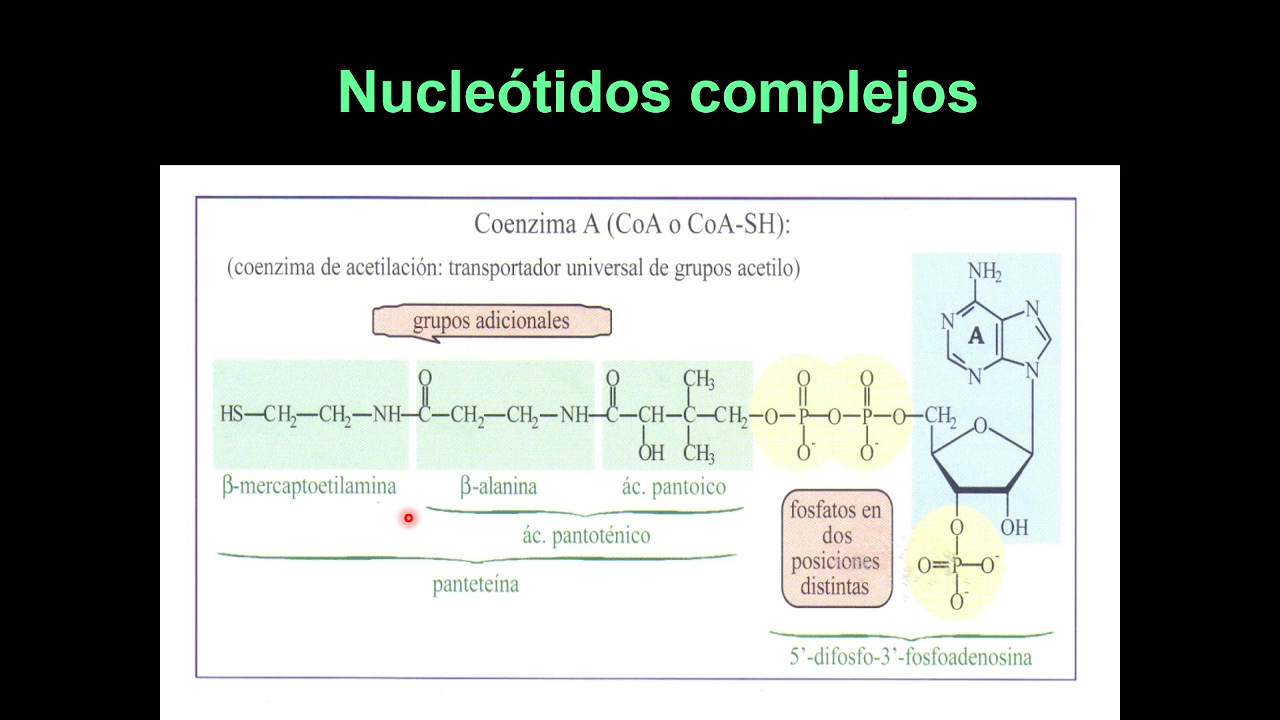 Nucleótidos complejos
Coenzima A (CoA o CoA-SH):
(coenzima de acetilación: transportador universal de grupos acetilo)
grupos adicionales
NH₂
N
N
A
N
N
O
O
CH₃
O
O
HS—CH₂—CH₂—NH—C—CH₂—CH₂—NH—C—CH—C—CH₂—O—P—O—P—O—CH₂
O
OH
CH₃
O⁻
O⁻
β-mercaptoetilamina
β-alanina
ác. pantoico
ác. pantoténico
panteteína
fosfatos en
dos
posiciones
distintas
O
OH
O=P—O⁻
O⁻
5’-difosfo-3’-fosfoadenosina